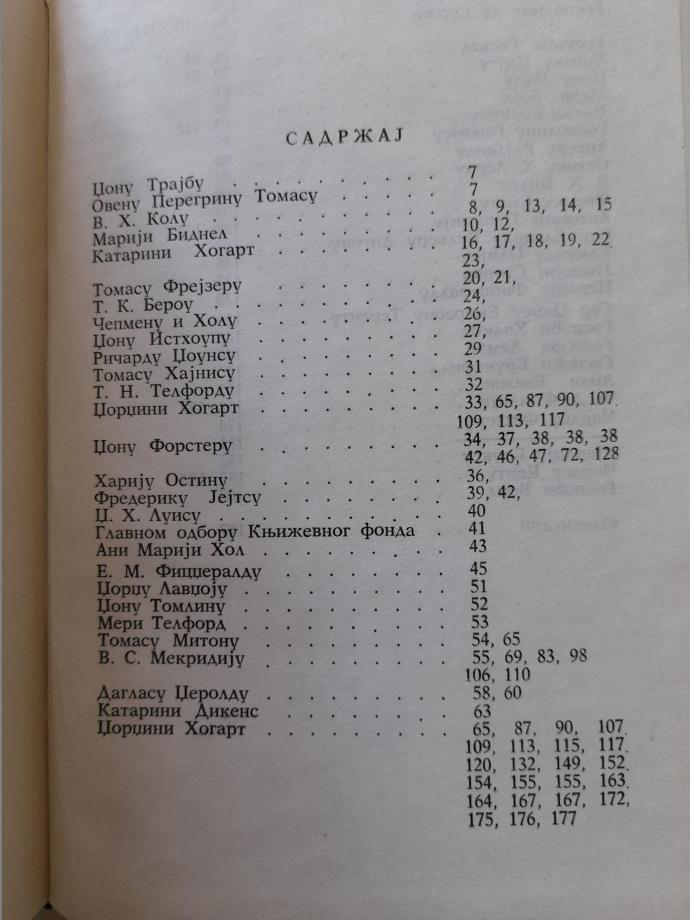 САДРЖАЈ
Џону Трајбу . . . . . . . . . . 7
Овену Перегрину Томасу . . . . . . 7
В. Х. Колу . . . . . . . . . . 8, 9, 13, 14, 15
Марији Биднел . . . . . . . . . 10, 12,
Катарини Хогарт . . . . . . . . 16, 17, 18, 19, 22,
23,
Томасу Фрејзеру . . . . . . . . 20, 21,
Т. К. Бероу . . . . . . . . . . 24,
Чепмену и Холу . . . . . . . . 26,
Џону Истхоупу . . . . . . . . . 27,
Ричарду Џоунсу . . . . . . . . 29
Томасу Хајнису . . . . . . . . 31
Т. Н. Телфорду . . . . . . . . 32
Џорџини Хогарт . . . . . . . . 33, 65, 87, 90, 107,
109, 113, 117
Џону Форстеру . . . . . . . . . 34, 37, 38, 38, 38
42, 46, 47, 72, 128
Харију Остину . . . . . . . . . 36,
Фредерику Јејтсу . . . . . . . 39, 42,
Џ. Х. Луису . . . . . . . . . . 40
Главном одбору Књижевног фонда . 41
Ани Марији Хол . . . . . . . . 43
Е. М. Фицџералду . . . . . . . 45
Џорџу Лавџоју . . . . . . . . . 51
Џону Томлину . . . . . . . . . 52
Мери Телфорд . . . . . . . . . 53
Томасу Митону . . . . . . . . . 54, 65
В. С. Мекридију . . . . . . . . 55, 69, 83, 98
106, 110
Дагласу Џеролду . . . . . . . . 58, 60
Катарини Дикенс . . . . . . . . 63
Џорџини Хогарт . . . . . . . . 65, 87, 90, 107,
109, 113, 115, 117,
120, 132, 149, 152,
154, 155, 155, 163,
164, 167, 167, 172,
175, 176, 177